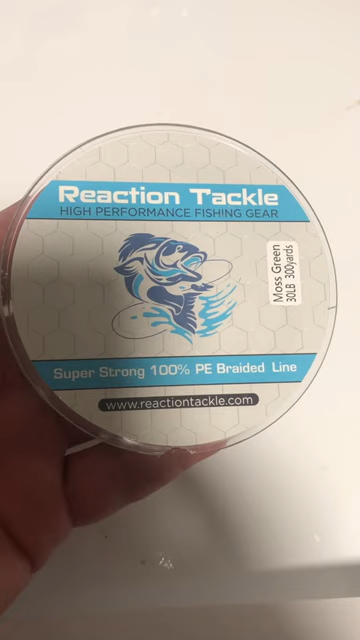 Reaction Tackle
HIGH PERFORMANCE FISHING GEAR
Moss Green
30LB 300yards
Super Strong 100% PE Braided Line
www.reactiontackle.com